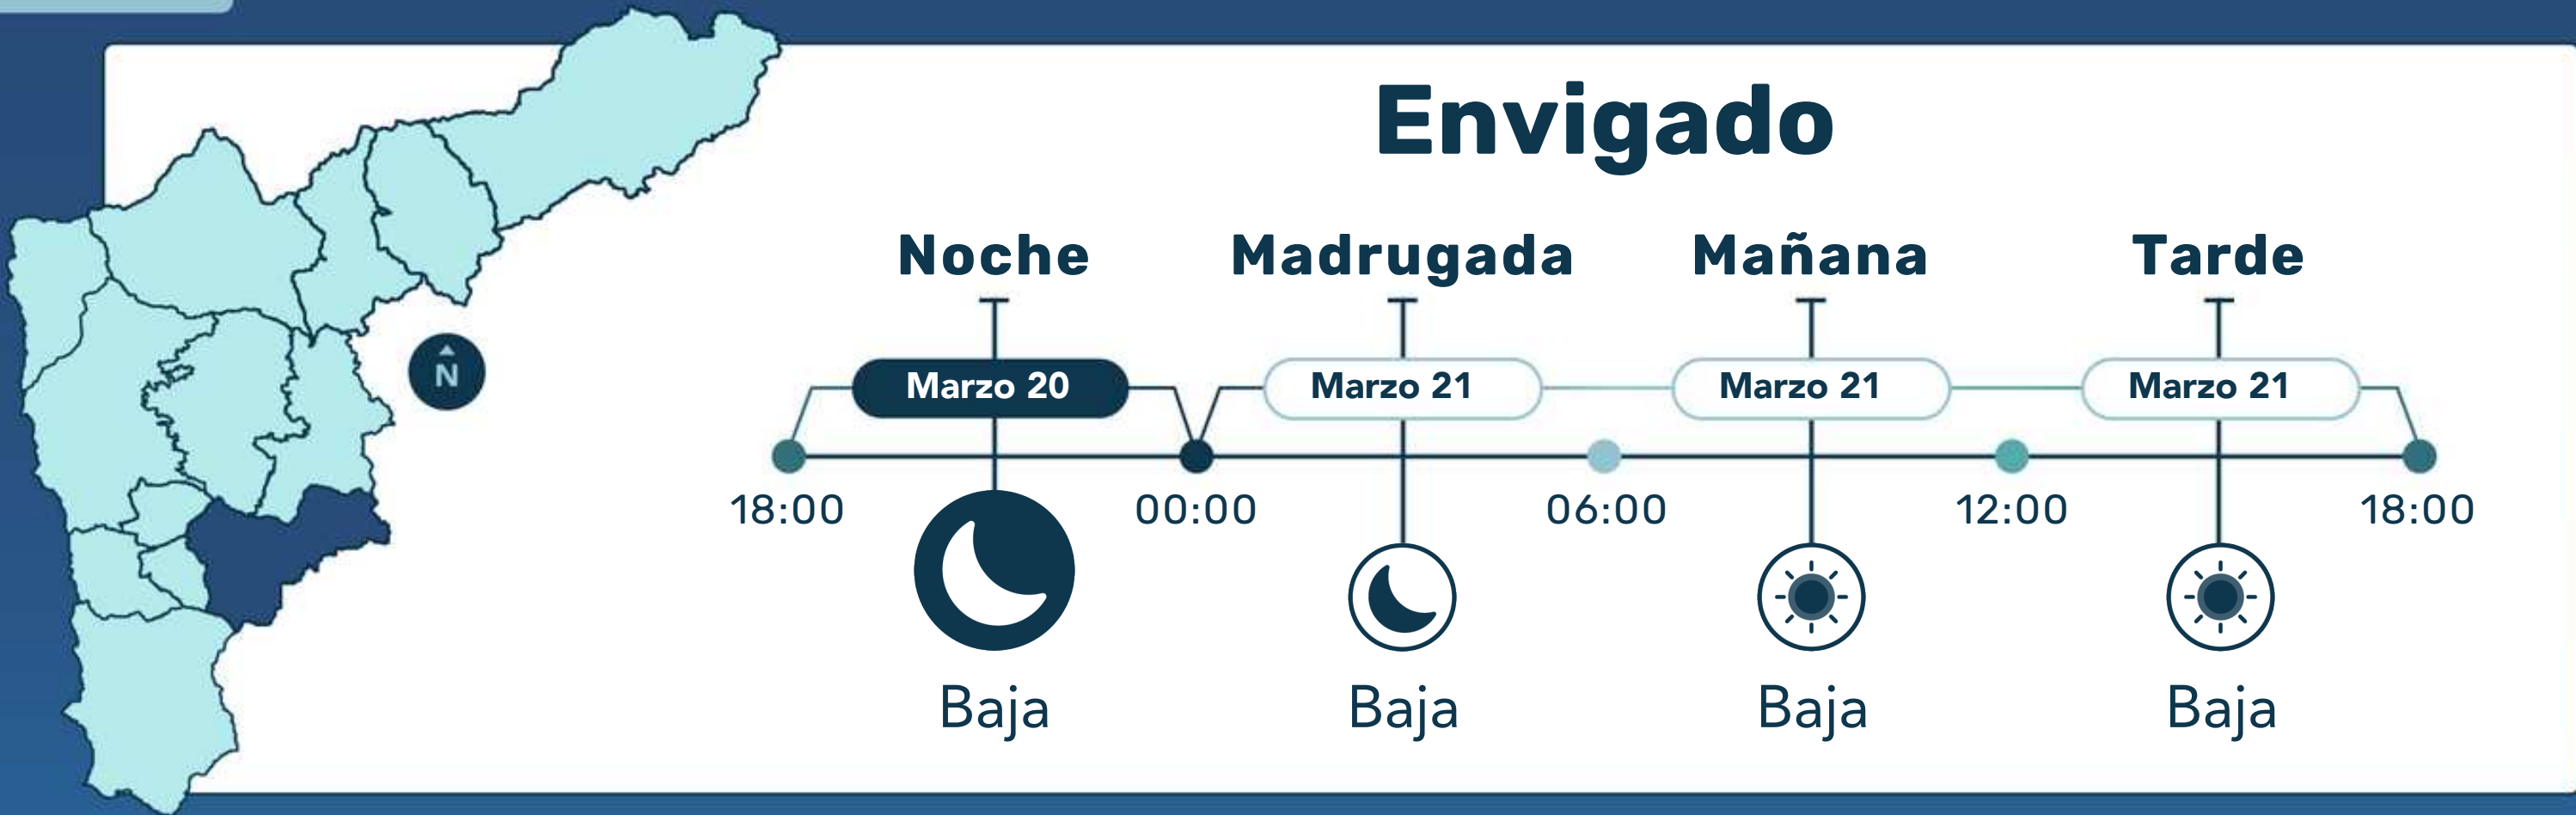 Envigado
Noche Madrugada Mañana Tarde
N
Marzo 20 Marzo 21 Marzo 21 Marzo 21
18:00 00:00 06:00 12:00 18:00
Baja Baja Baja Baja